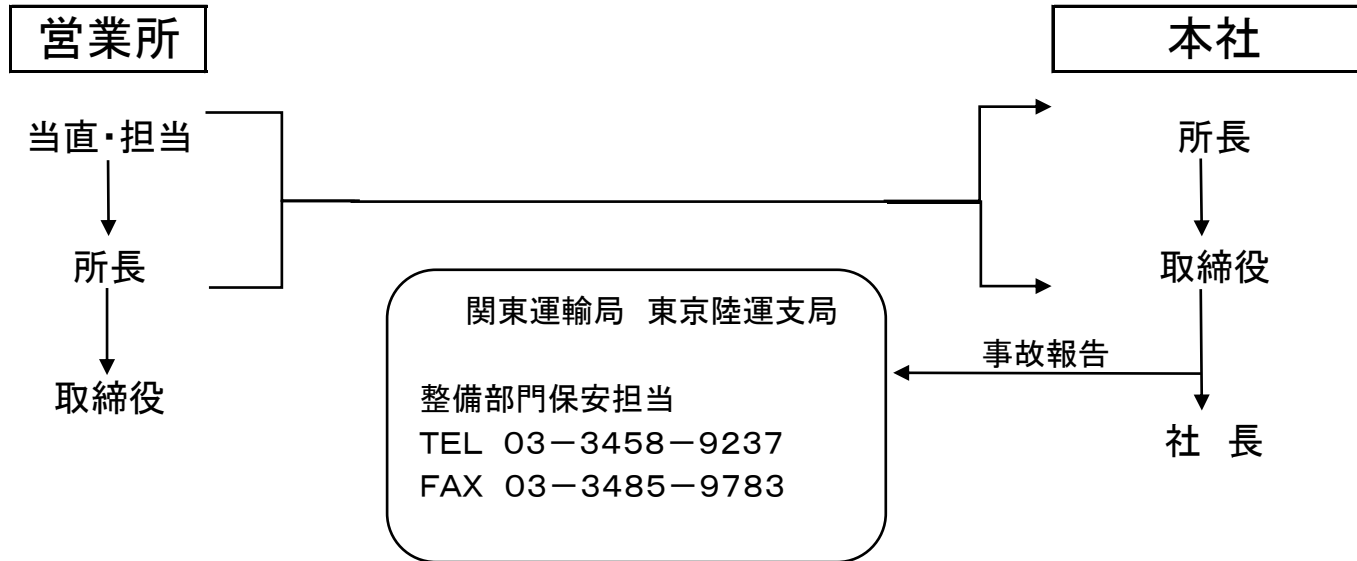 営業所
本社
当直・担当
所長
取締役
所長
取締役
社 長
事故報告
関東運輸局 東京陸運支局
整備部門保安担当
TEL 03-3458-9237
FAX 03-3485-9783